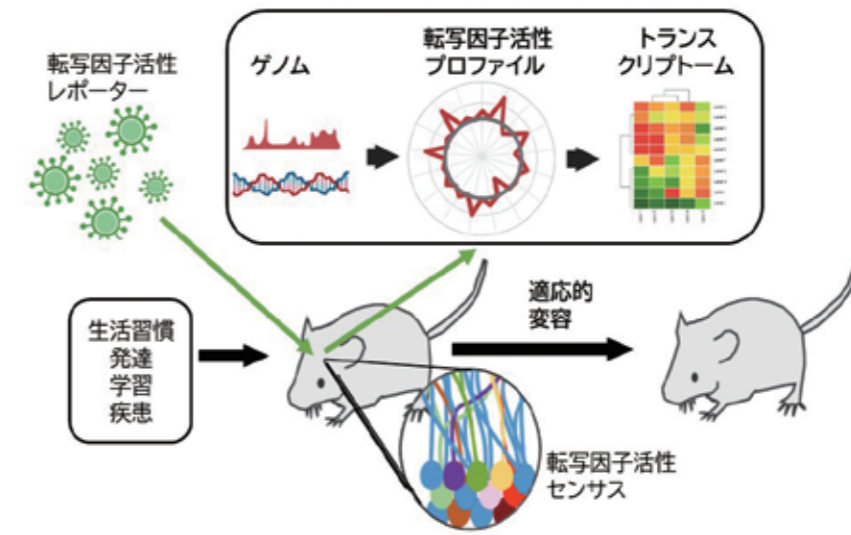 転写因子活性
レポーター
ゲノム
転写因子活性
プロファイル
トランス
クリプトーム
生活習慣
発達
学習
疾患
適応的
変容
転写因子活性
センサス